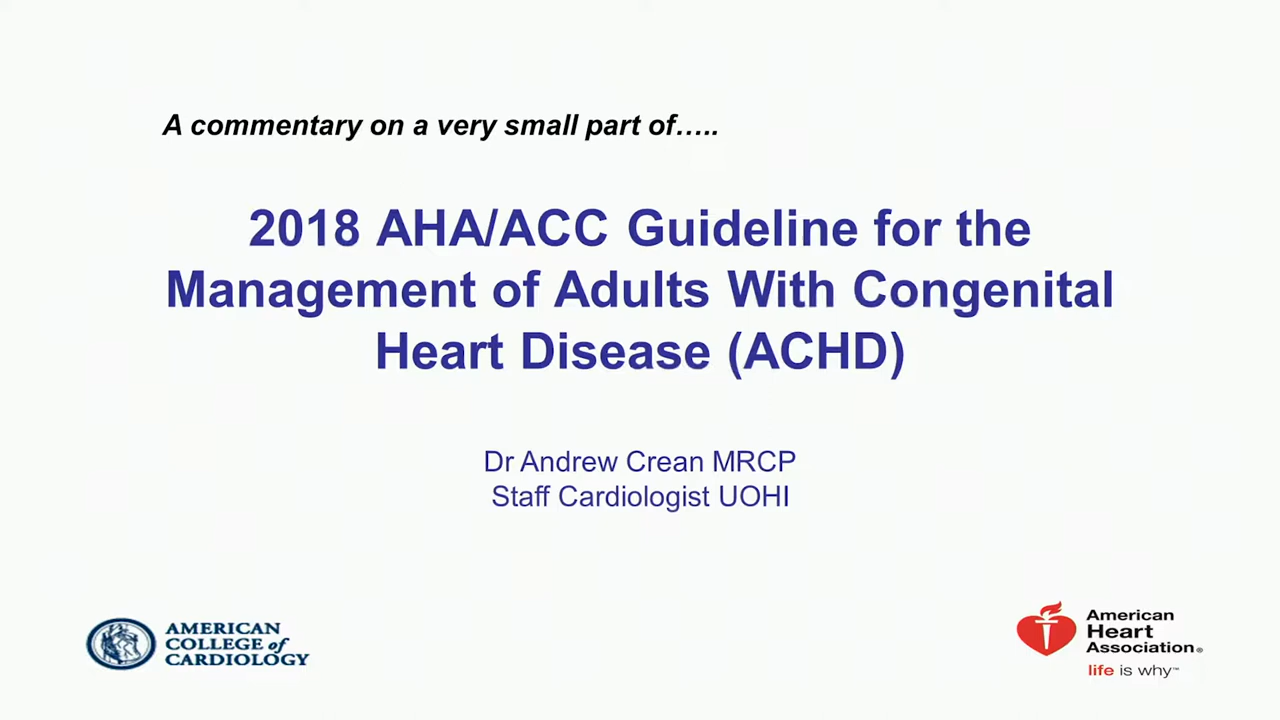 A commentary on a very small part of…..
2018 AHA/ACC Guideline for the
Management of Adults With Congenital
Heart Disease (ACHD)
Dr Andrew Crean MRCP
Staff Cardiologist UOHI
AMERICAN
COLLEGE of
CARDIOLOGY
American
Heart
Association®
life is why™